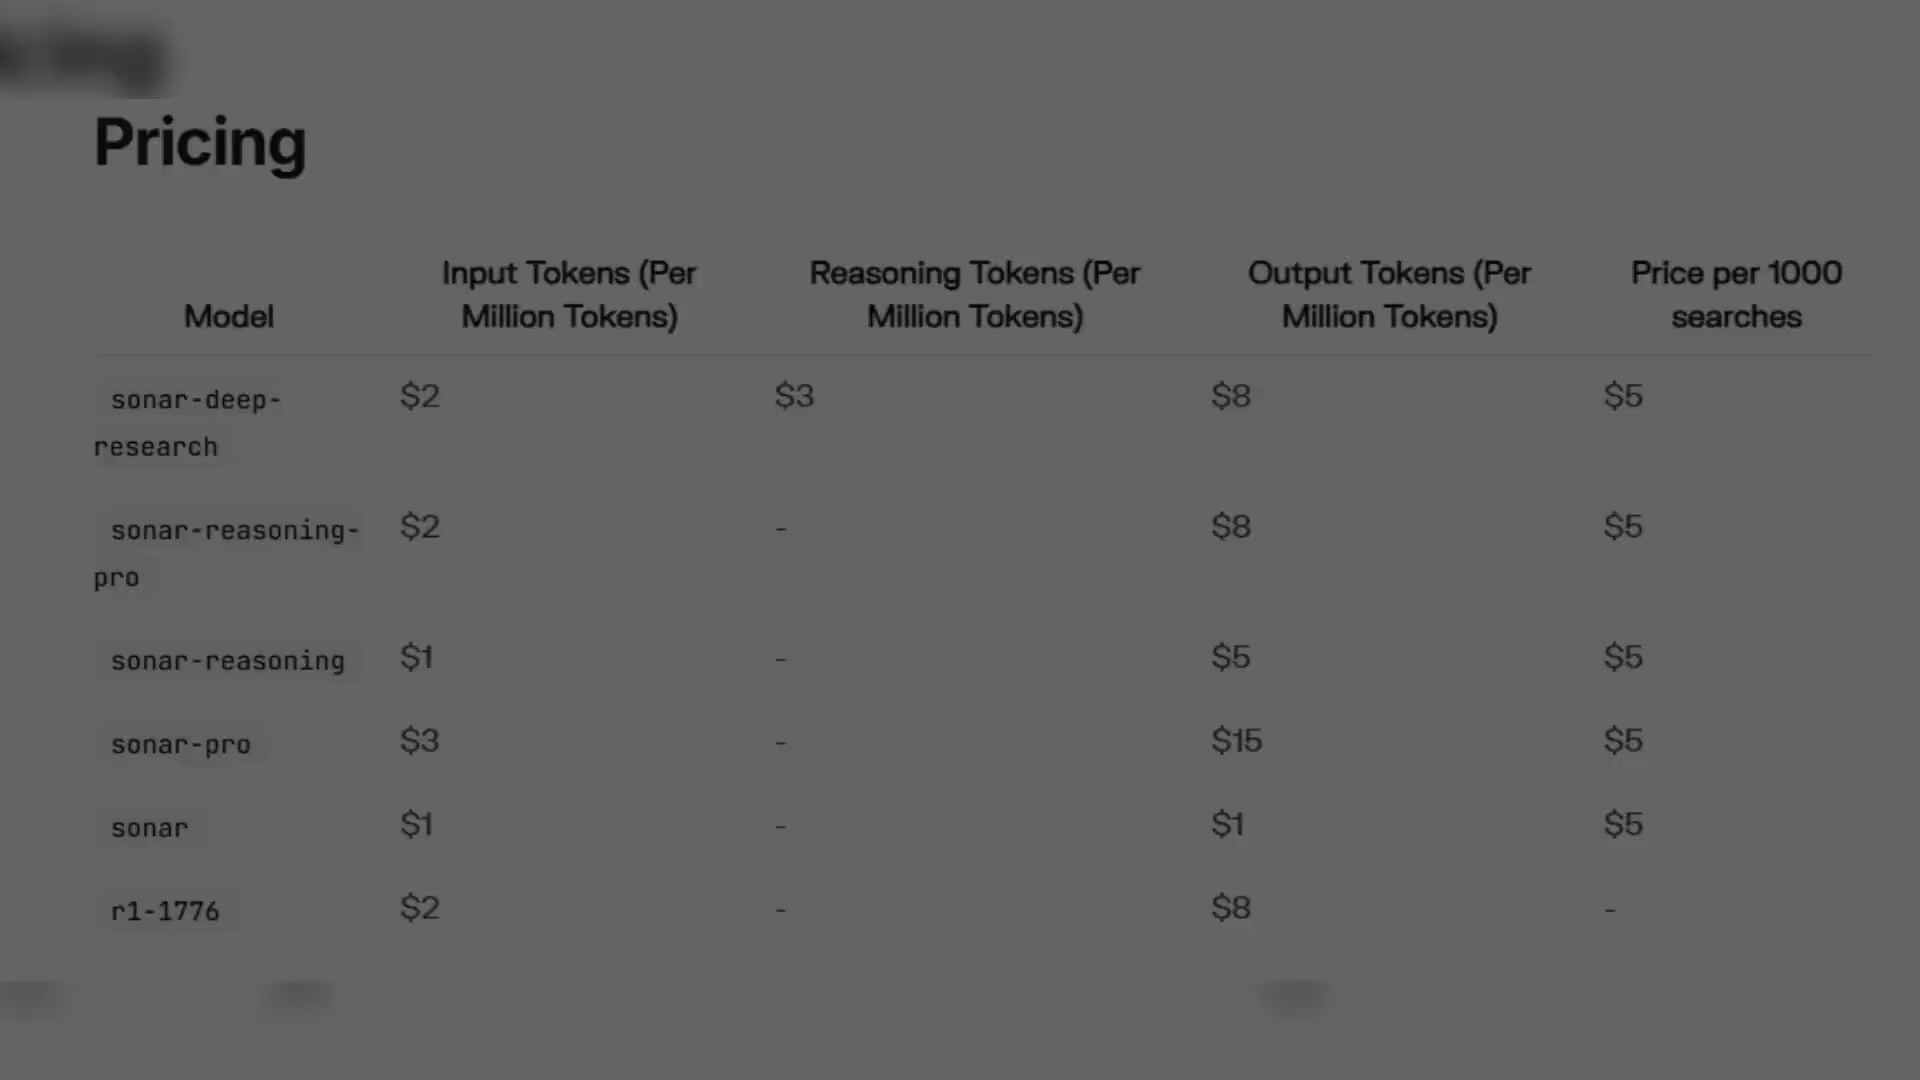 Pricing
Model Input Tokens (Per Million Tokens) Reasoning Tokens (Per Million Tokens) Output Tokens (Per Million Tokens) Price per 1000 searches
sonar-deep-research $2 $3 $8 $5
sonar-reasoning-pro $2 - $8 $5
sonar-reasoning $1 - $5 $5
sonar-pro $3 - $15 $5
sonar $1 - $1 $5
r1-1776 $2 - $8 -